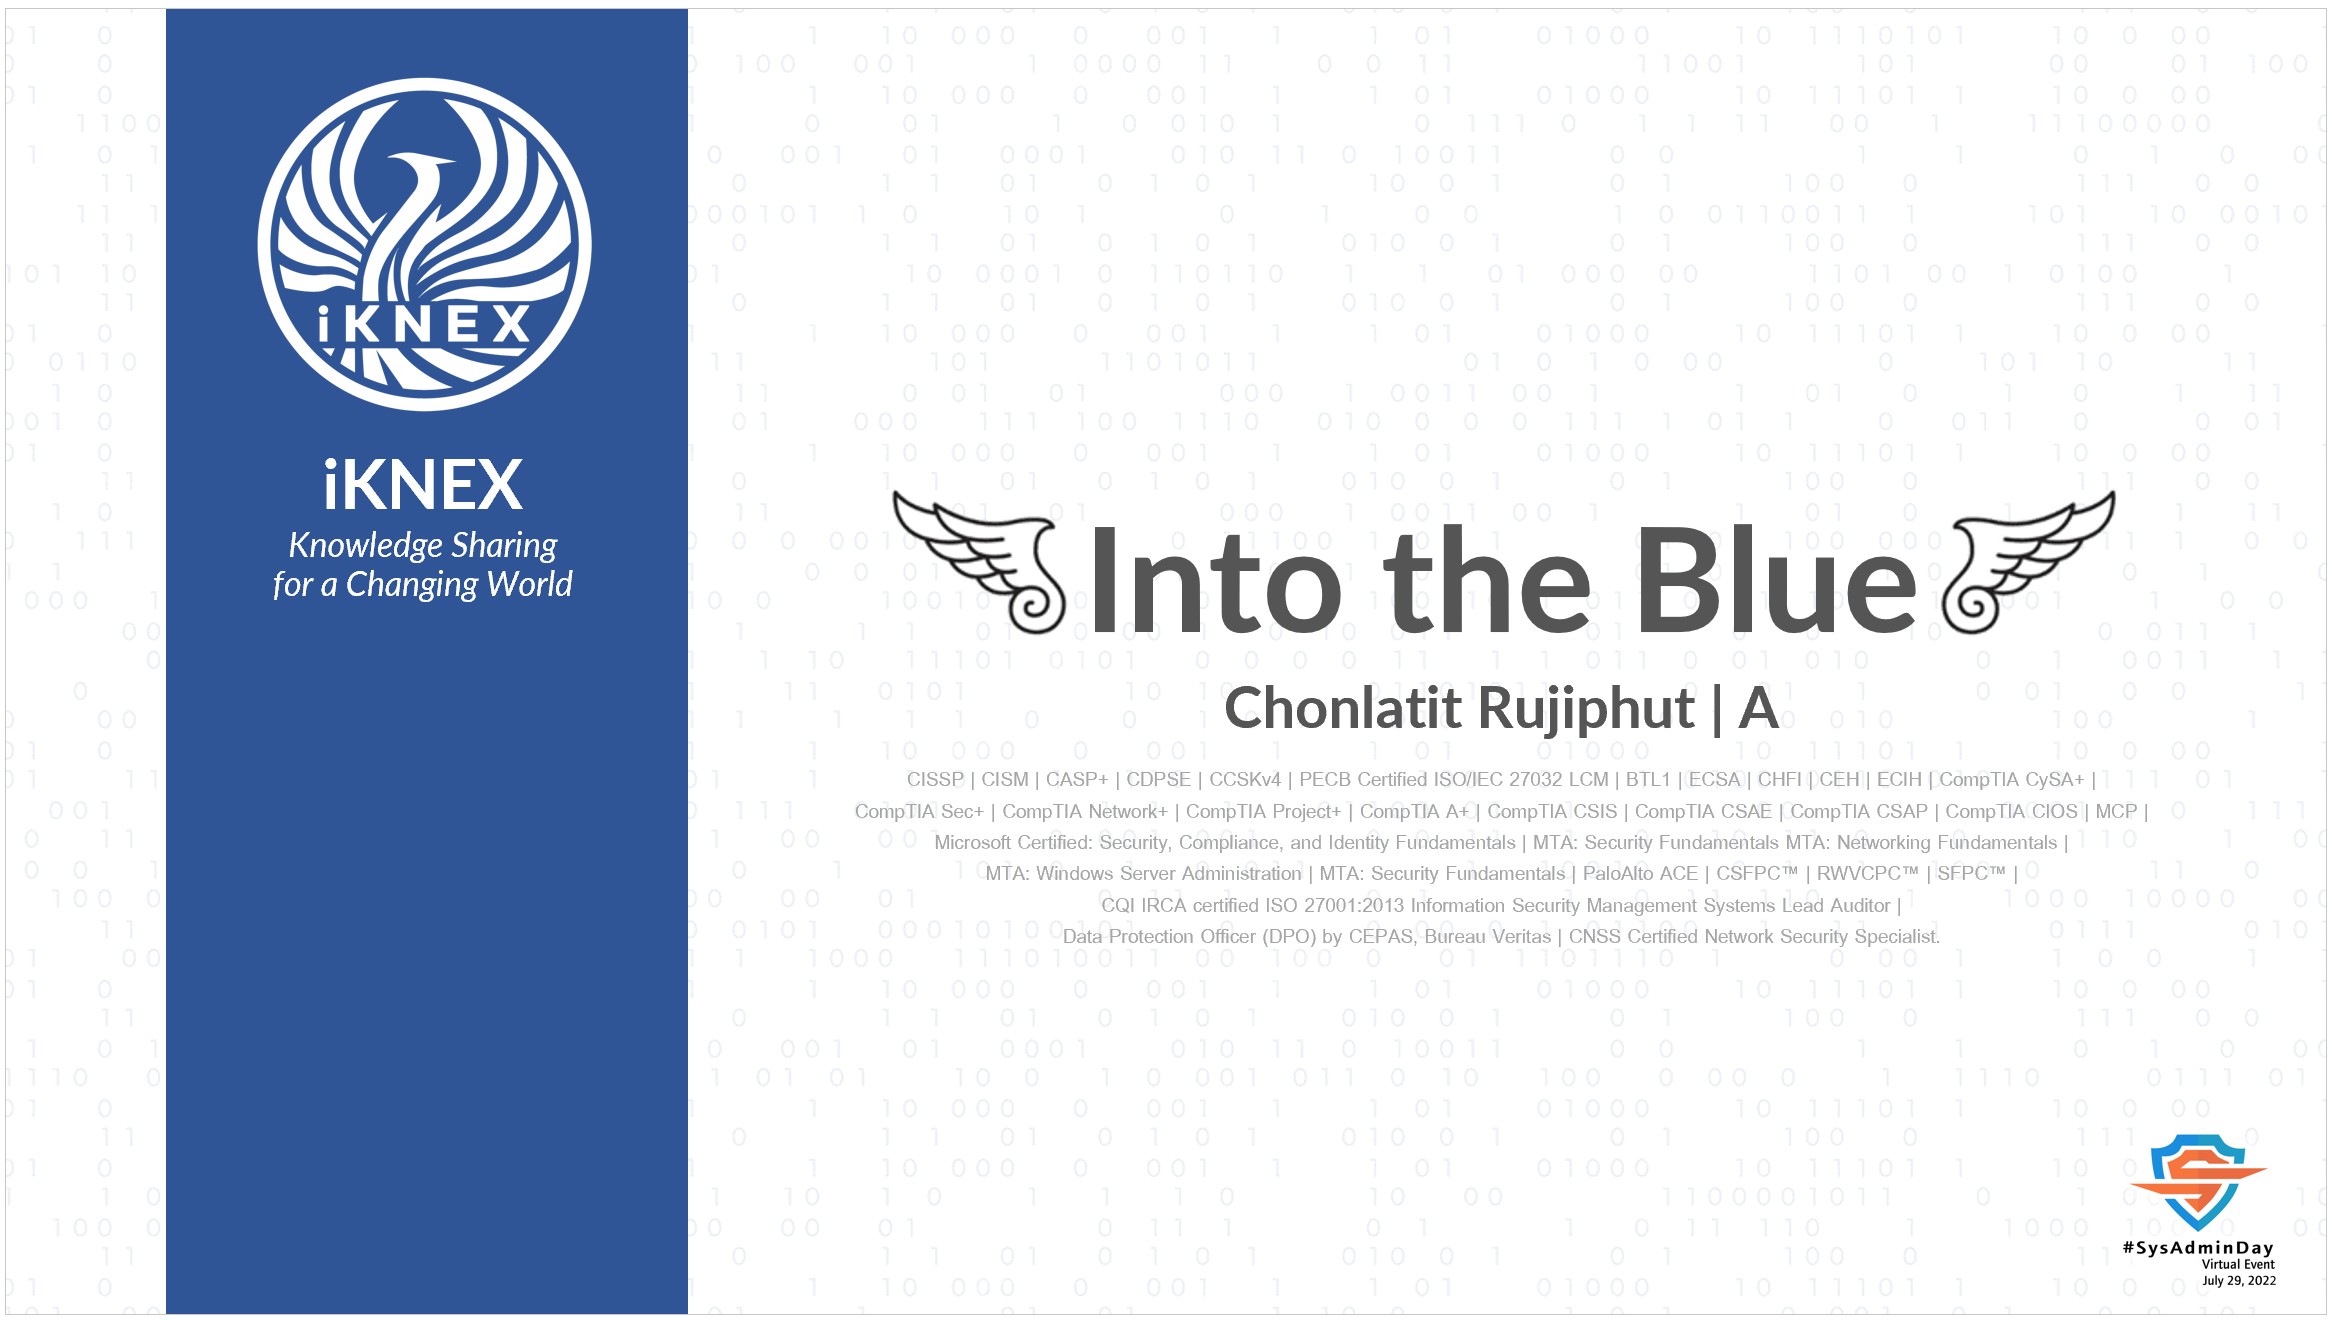 iKNEX
iKNEX
Knowledge Sharing
for a Changing World
Into the Blue
Chonlatit Rujiphut | A
CISSP | CISM | CASP+ | CDPSE | CCSKv4 | PECB Certified ISO/IEC 27032 LCM | BTL1 | ECSA | CHFI | CEH | ECIH | CompTIA CySA+ |
CompTIA Sec+ | CompTIA Network+ | CompTIA Project+ | CompTIA A+ | CompTIA CSIS | CompTIA CSAE | CompTIA CSAP | CompTIA CIOS | MCP |
Microsoft Certified: Security, Compliance, and Identity Fundamentals | MTA: Security Fundamentals MTA: Networking Fundamentals |
MTA: Windows Server Administration | MTA: Security Fundamentals | PaloAlto ACE | CSFPC™ | RWVCPC™ | SFPC™ |
CQI IRCA certified ISO 27001:2013 Information Security Management Systems Lead Auditor |
Data Protection Officer (DPO) by CEPAS, Bureau Veritas | CNSS Certified Network Security Specialist.
#SysAdminDay
Virtual Event
July 29, 2022